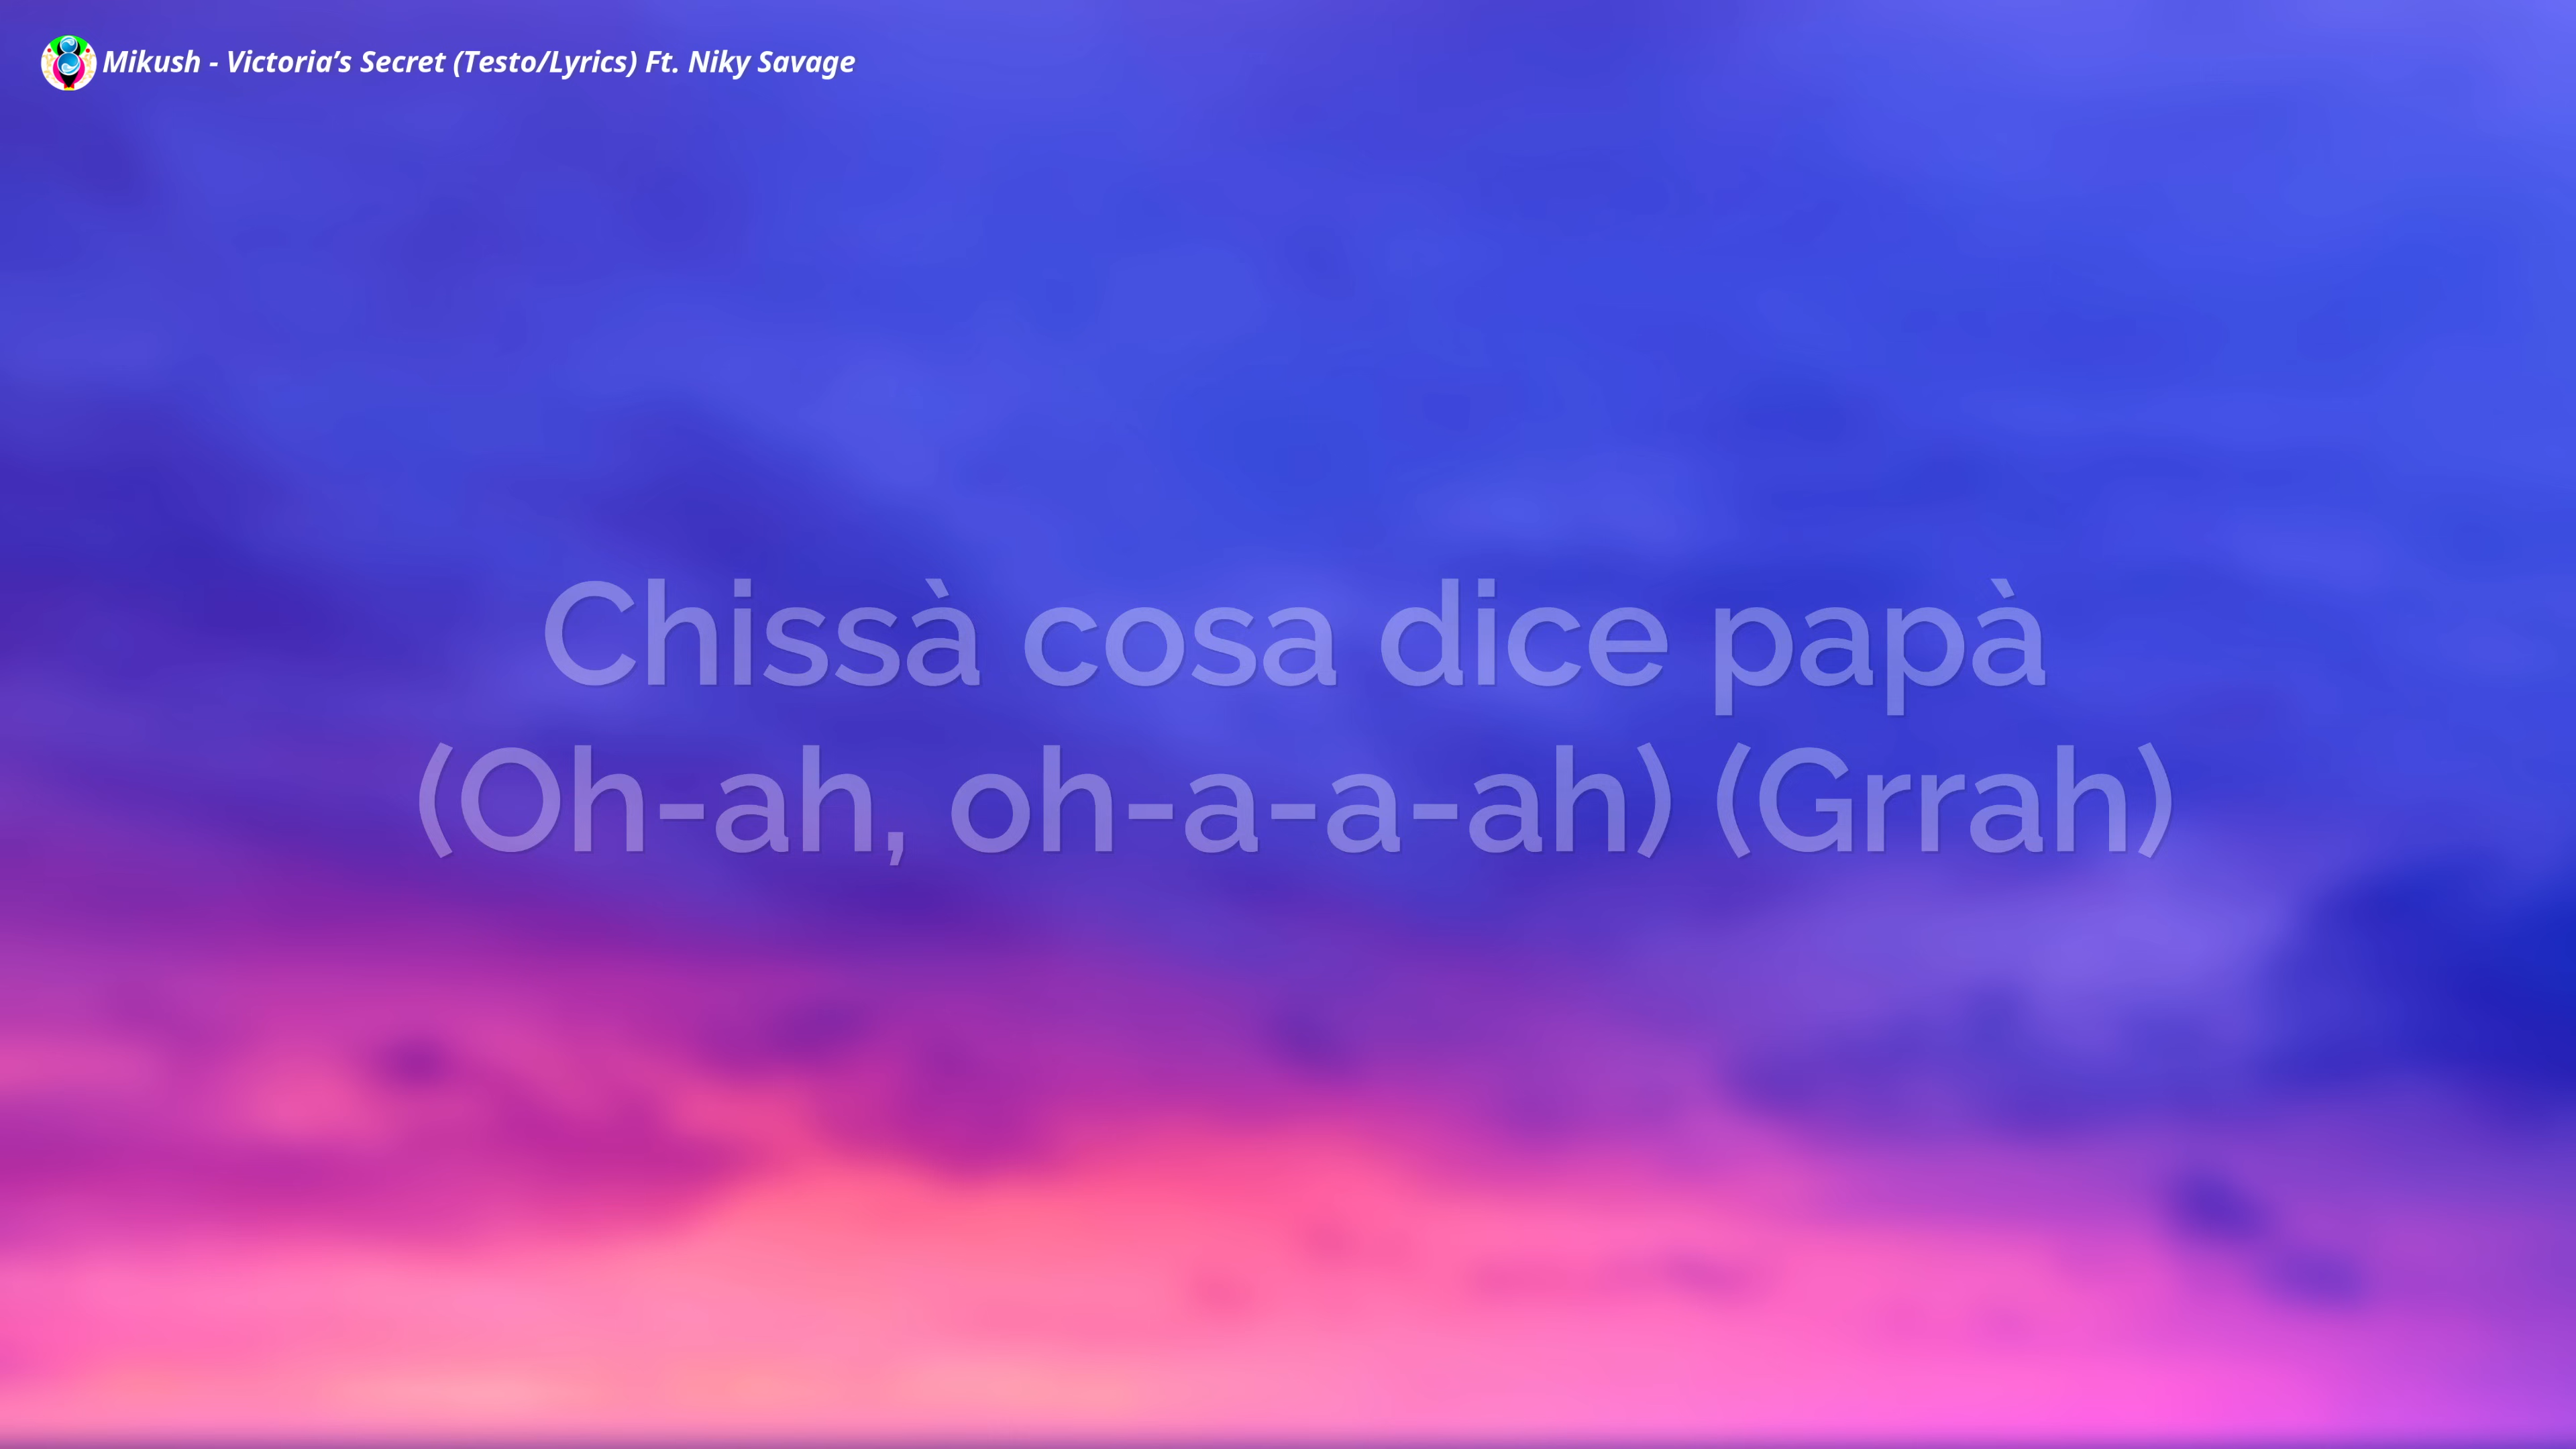 Mikush - Victoria’s Secret (Testo/Lyrics) Ft. Niky Savage
Chissà cosa dice papà
(Oh-ah, oh-a-a-ah) (Grrah)